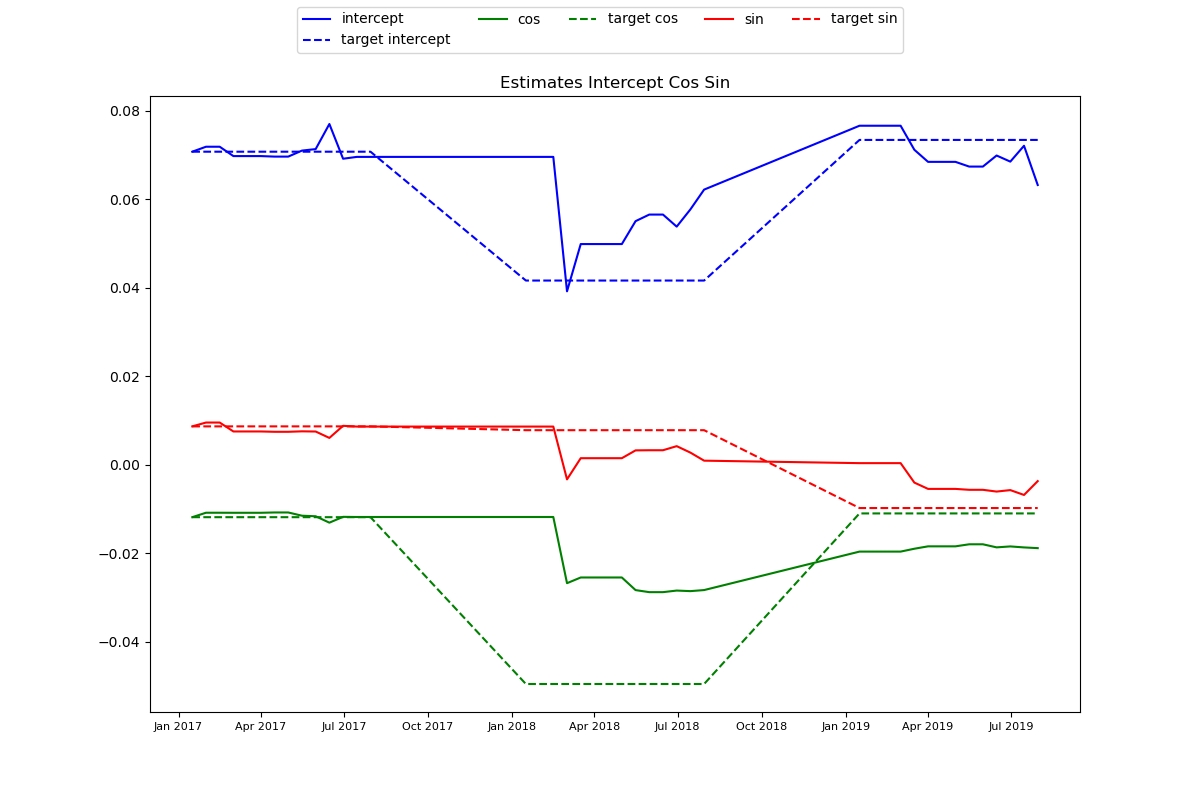 intercept cos target cos sin target sin
target intercept
Estimates Intercept Cos Sin
0.08
0.06
0.04
0.02
0.00
−0.02
−0.04
Jan 2017 Apr 2017 Jul 2017 Oct 2017 Jan 2018 Apr 2018 Jul 2018 Oct 2018 Jan 2019 Apr 2019 Jul 2019